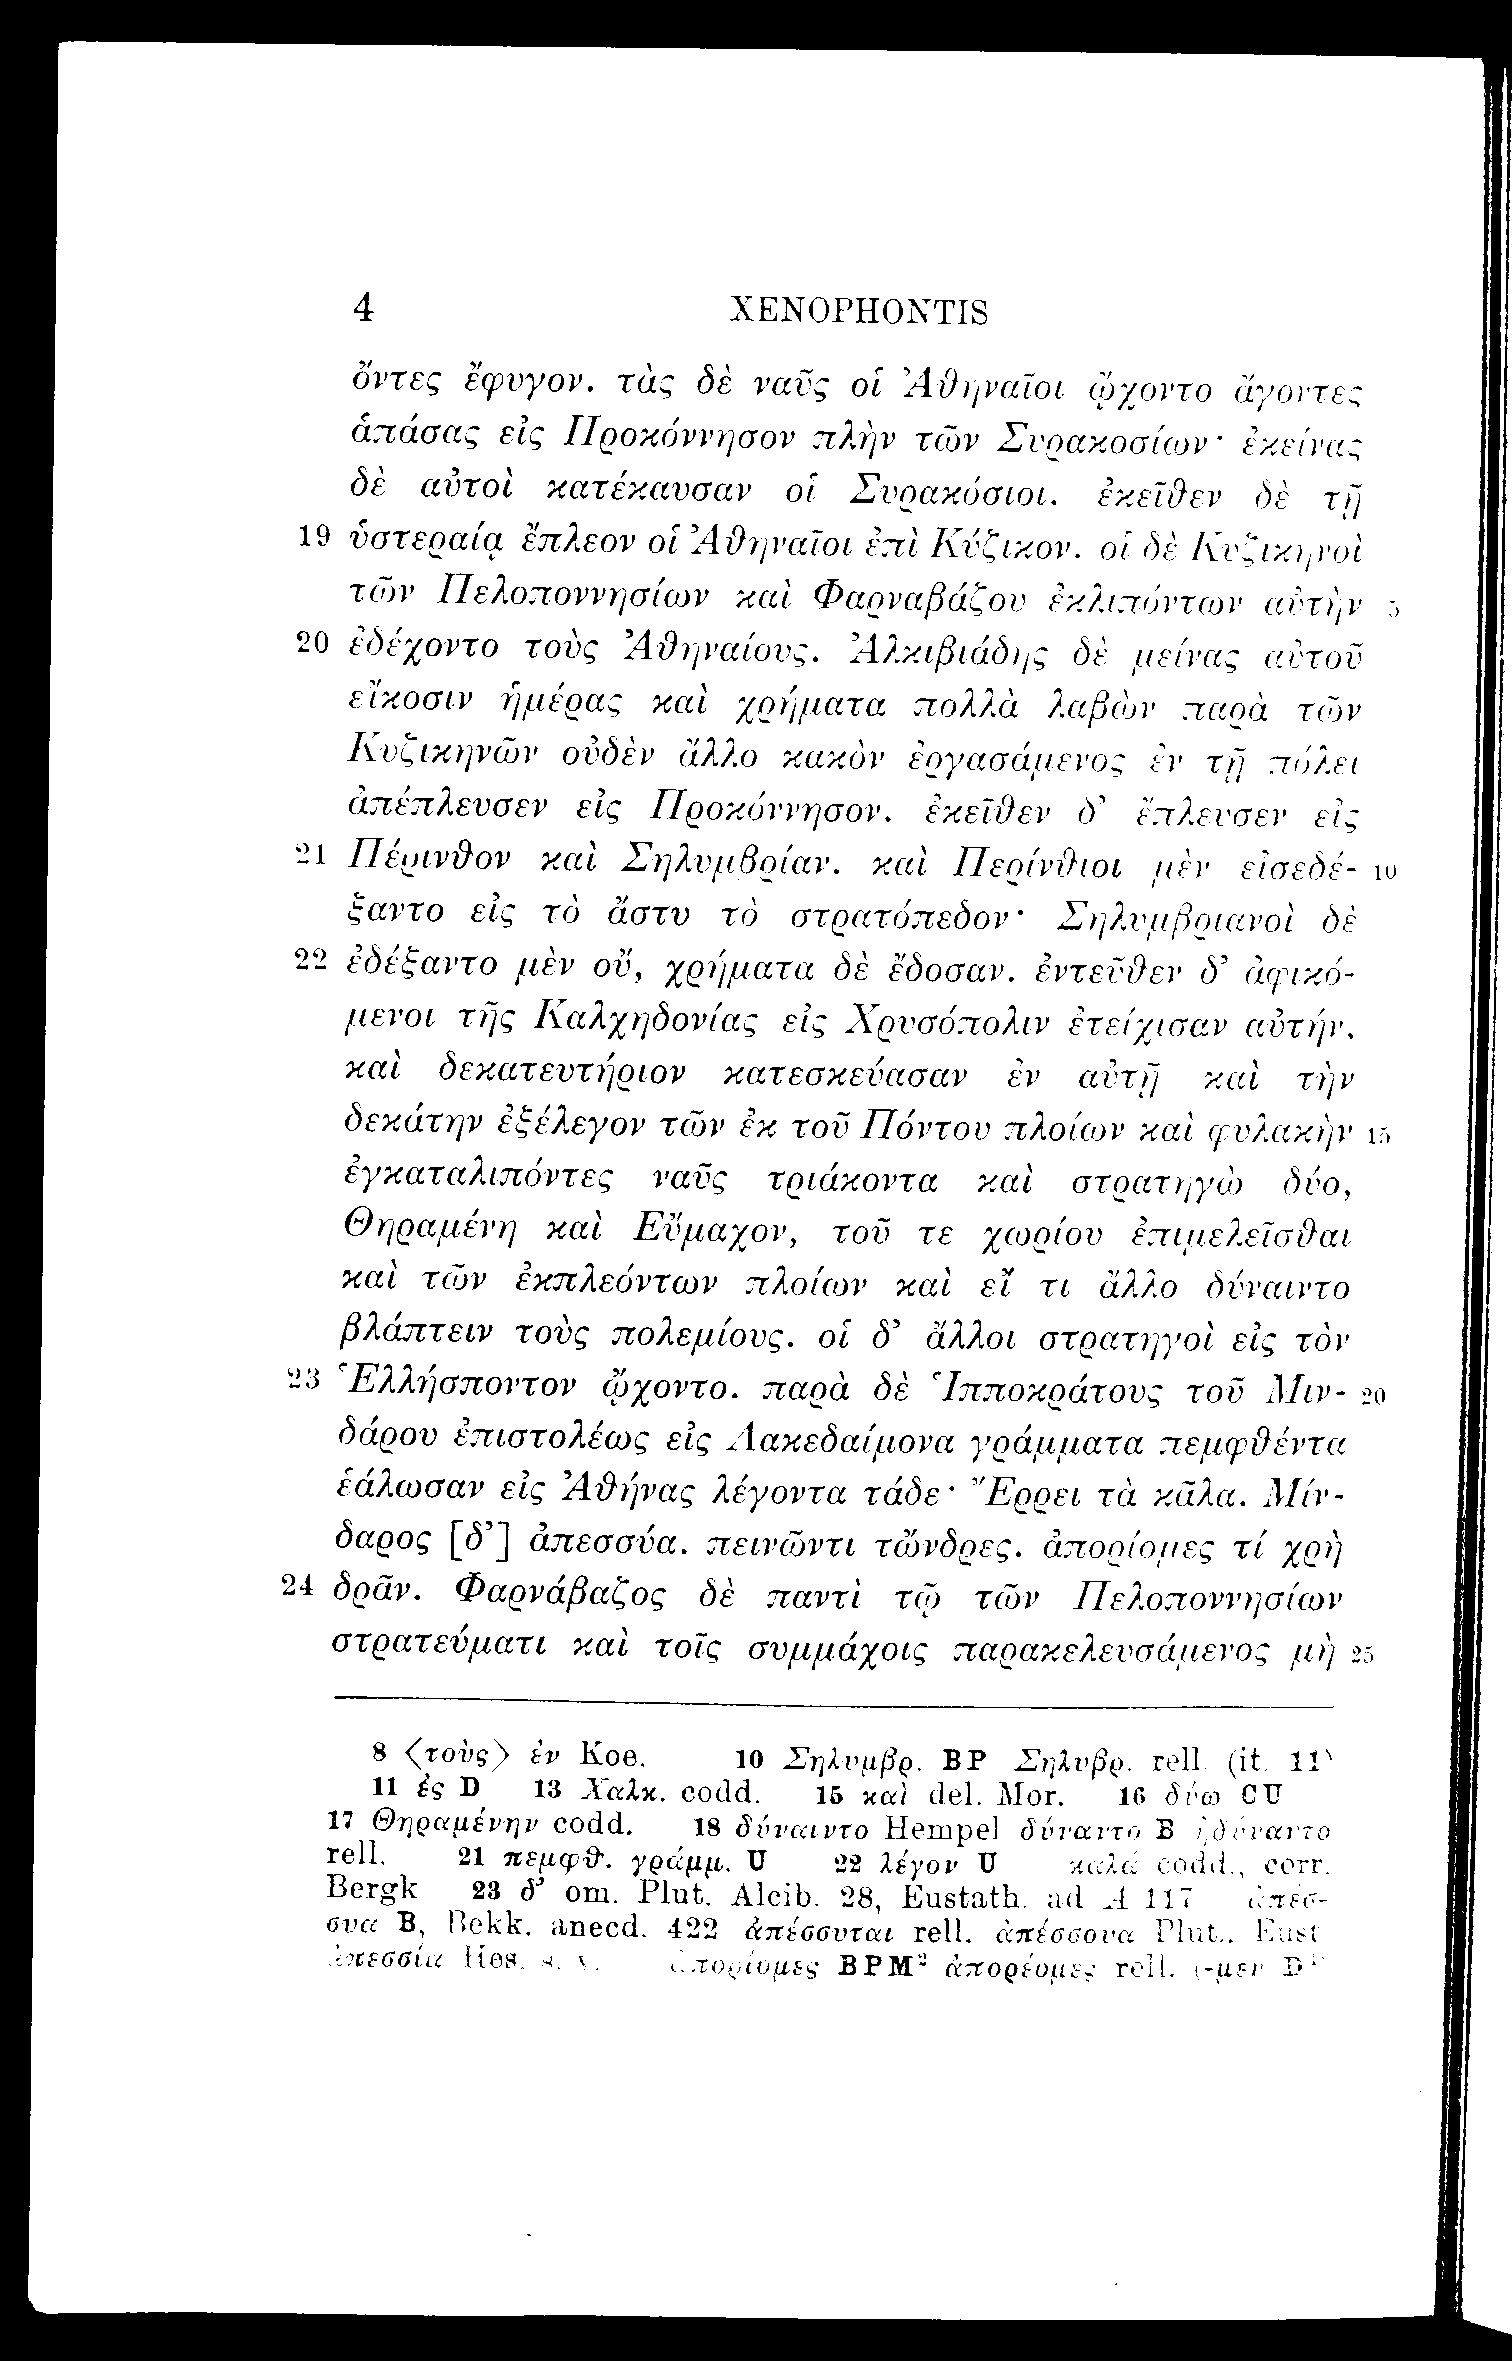 4 XENOPHONTIS
ὄντες ἔφυγον. τὰς δὲ ναῦς οἱ Ἀθηναῖοι ᾤχοντο ἄγοντες
ἁπάσας εἰς Προκόννησον πλὴν τῶν Συρακοσίων· ἐκείνας
δὲ αὐτοὶ κατέκαυσαν οἱ Συρακόσιοι. ἐκεῖθεν δὲ τῇ
19 ὑστεραίᾳ ἔπλεον οἱ Ἀθηναῖοι ἐπὶ Κύζικον. οἱ δὲ Κυζικηνοὶ
τῶν Πελοποννησίων καὶ Φαρναβάζου ἐκλιπόντων αὐτὴν 5
20 ἐδέχοντο τοὺς Ἀθηναίους. Ἀλκιβιάδης δὲ μείνας αὐτοῦ
εἴκοσιν ἡμέρας καὶ χρήματα πολλὰ λαβὼν παρὰ τῶν
Κυζικηνῶν οὐδὲν ἄλλο κακὸν ἐργασάμενος ἐν τῇ πόλει
ἀπέπλευσεν εἰς Προκόννησον. ἐκεῖθεν δ’ ἔπλευσεν εἰς
21 Πέρινθον καὶ Σηλυμβρίαν. καὶ Περίνθιοι μὲν εἰσεδέ- 10
ξαντο εἰς τὸ ἄστυ τὸ στρατόπεδον· Σηλυμβριανοὶ δὲ
22 ἐδέξαντο μὲν οὔ, χρήματα δὲ ἔδοσαν. ἐντεῦθεν δ’ ἀφικό-
μενοι τῆς Καλχηδονίας εἰς Χρυσόπολιν ἐτείχισαν αὐτήν,
καὶ δεκατευτήριον κατεσκεύασαν ἐν αὐτῇ καὶ τὴν
δεκάτην ἐξέλεγον τῶν ἐκ τοῦ Πόντου πλοίων καὶ φυλακὴν 15
ἐγκαταλιπόντες ναῦς τριάκοντα καὶ στρατηγὼ δύο,
Θηραμένη καὶ Εὔμαχον, τοῦ τε χωρίου ἐπιμελεῖσθαι
καὶ τῶν ἐκπλεόντων πλοίων καὶ εἴ τι ἄλλο δύναιντο
βλάπτειν τοὺς πολεμίους. οἱ δ’ ἄλλοι στρατηγοὶ εἰς τὸν
23 Ἑλλήσποντον ᾤχοντο. παρὰ δὲ Ἱπποκράτους τοῦ Μιν- 20
δάρου ἐπιστολέως εἰς Λακεδαίμονα γράμματα πεμφθέντα
ἑάλωσαν εἰς Ἀθήνας λέγοντα τάδε· Ἔρρει τὰ κᾶλα. Μίν-
δαρος [δ’] ἀπεσσύα. πεινῶντι τὤνδρες. ἀπορίομες τί χρὴ
24 δρᾶν. Φαρνάβαζος δὲ παντὶ τῷ τῶν Πελοποννησίων
στρατεύματι καὶ τοῖς συμμάχοις παρακελευσάμενος μὴ 25
8 ⟨τοὺς⟩ ἐν Koe. 10 Σηλυμβρ. BP Σηλυβρ. rell. (it. 11)
11 ἐς D 13 Χαλκ. codd. 15 καὶ del. Mor. 16 δύω CU
17 Θηραμένην codd. 18 δύναιντο Hempel δύναντο B ἠδύναντο
rell. 21 πεμφθ. γράμμ. U 22 λέγον U καλά codd., corr.
Bergk 23 δ’ om. Plut. Alcib. 28, Eustath. ad Λ 117 ἀπέσ-
συα B, Bekk. anecd. 422 ἀπέσσυται rell. ἀπέσσουα Plut., Eust
ἀπεσσία Hes. s. v. ἀπορίομες BPM² ἀπορέομες rell. (-μεν